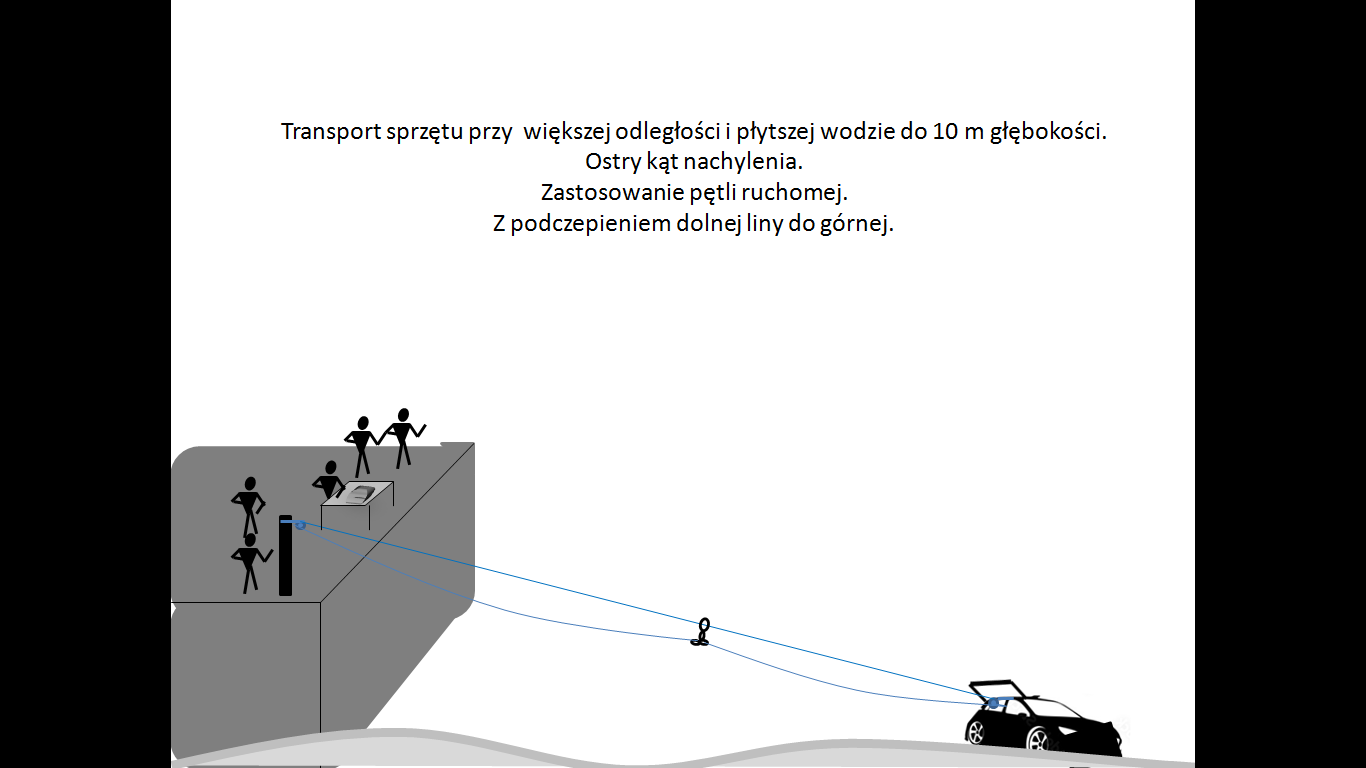 Transport sprzętu przy  większej odległości i płytszej wodzie do 10 m głębokości.
Ostry kąt nachylenia.
Zastosowanie pętli ruchomej.
Z podczepieniem dolnej liny do górnej.